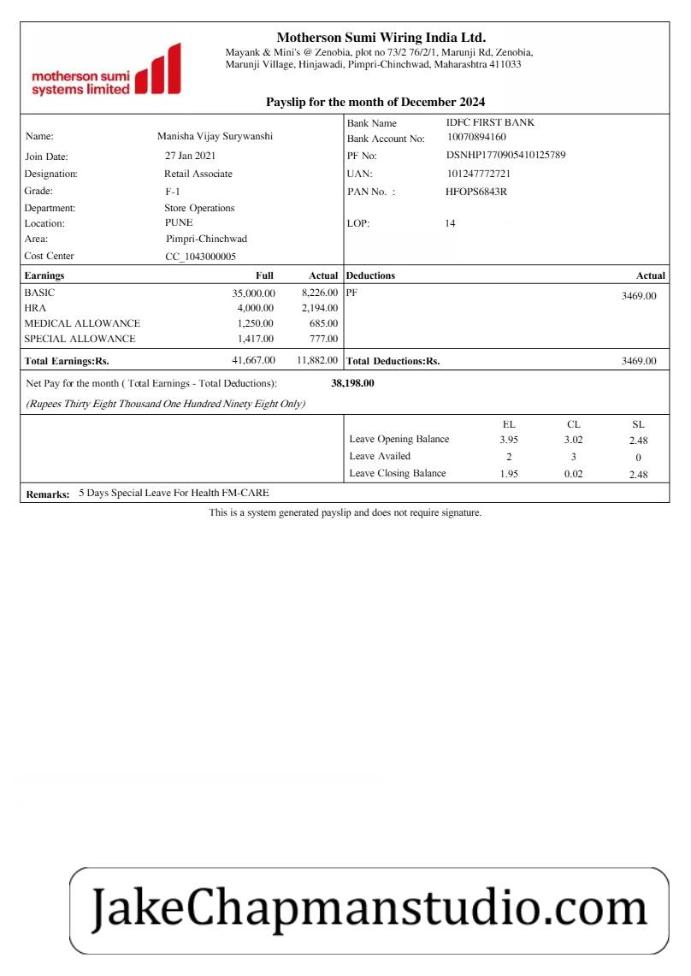 Motherson Sumi Wiring India Ltd.
Mayank & Mini's @ Zenobia, plot no 73/2 76/2/1, Marunji Rd, Zenobia,
Marunji Village, Hinjawadi, Pimpri-Chinchwad, Maharashtra 411033
motherson sumi
systems limited
Payslip for the month of December 2024
Name: Manisha Vijay Surywanshi
Join Date: 27 Jan 2021
Designation: Retail Associate
Grade: F-1
Department: Store Operations
Location: PUNE
Area: Pimpri-Chinchwad
Cost Center CC_1043000005
Bank Name IDFC FIRST BANK
Bank Account No: 10070894160
PF No: DSNHP1770905410125789
UAN: 101247772721
PAN No. : HFOPS6843R
LOP: 14
Earnings Full Actual Deductions Actual
BASIC 35,000.00 8,226.00 PF 3469.00
HRA 4,000.00 2,194.00
MEDICAL ALLOWANCE 1,250.00 685.00
SPECIAL ALLOWANCE 1,417.00 777.00
Total Earnings:Rs. 41,667.00 11,882.00 Total Deductions:Rs. 3469.00
Net Pay for the month ( Total Earnings - Total Deductions): 38,198.00
(Rupees Thirty Eight Thousand One Hundred Ninety Eight Only)
EL CL SL
Leave Opening Balance 3.95 3.02 2.48
Leave Availed 2 3 0
Leave Closing Balance 1.95 0.02 2.48
Remarks: 5 Days Special Leave For Health FM-CARE
This is a system generated payslip and does not require signature.
JakeChapmanstudio.com